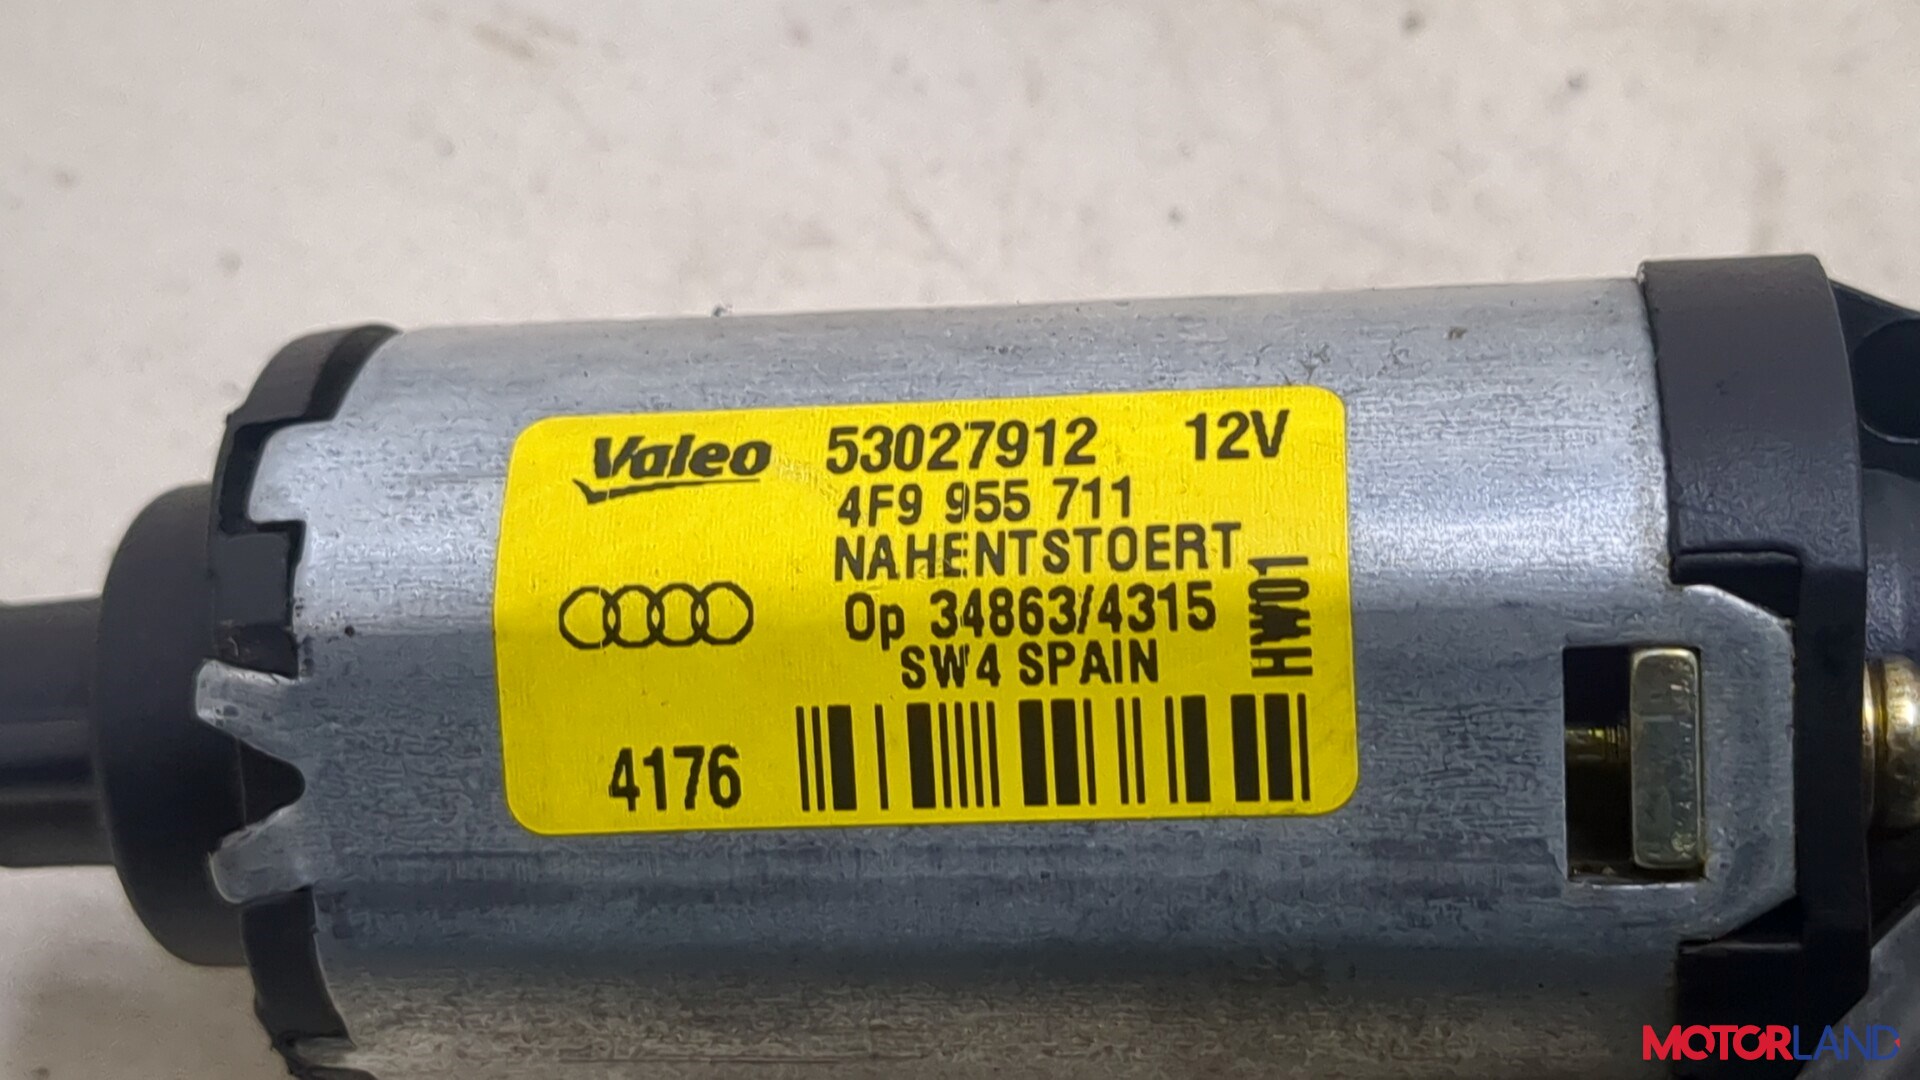 Valeo 53027912 12V
4F9 955 711
NAHENTSTOERT
Op 34863/4315
SW4 SPAIN
HW01
4176
MOTORLAND